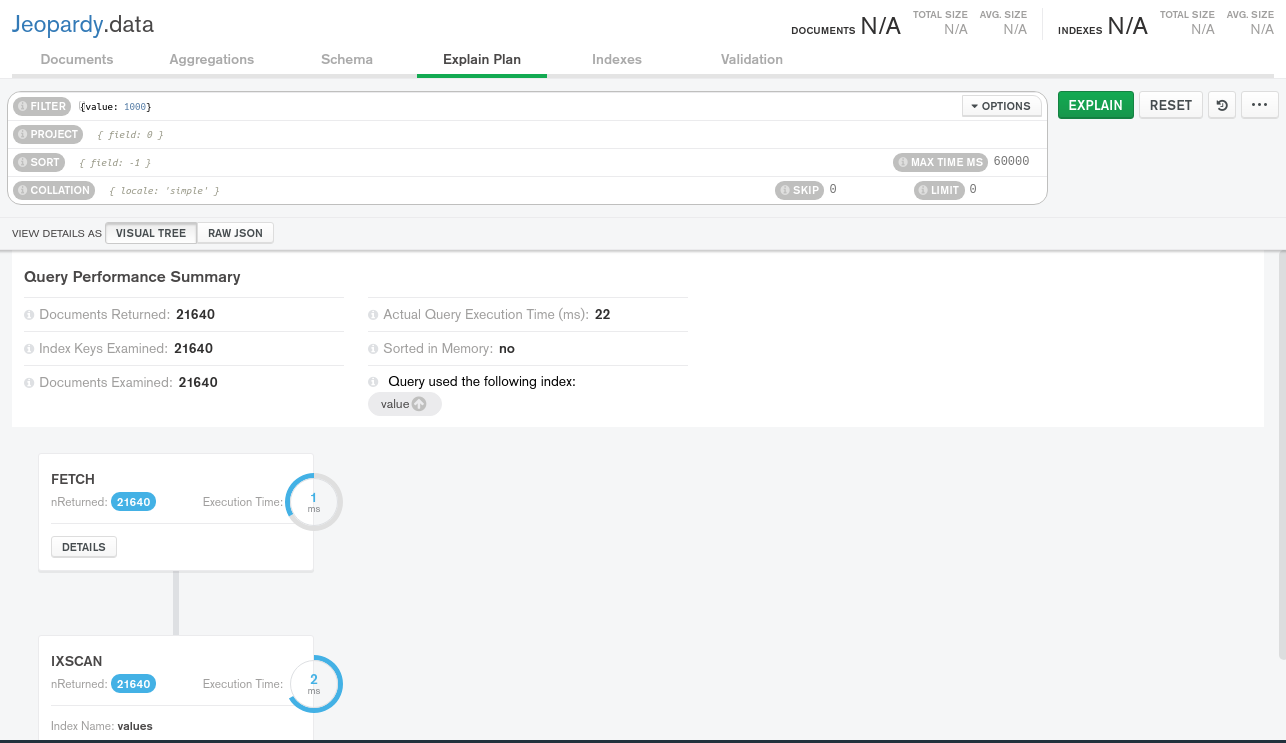 Jeopardy.data
DOCUMENTS N/A TOTAL SIZE N/A AVG. SIZE N/A INDEXES N/A TOTAL SIZE N/A AVG. SIZE N/A
Documents Aggregations Schema Explain Plan Indexes Validation
FILTER {value: 1000} OPTIONS EXPLAIN RESET
PROJECT { field: 0 }
SORT { field: -1 } MAX TIME MS 60000
COLLATION { locale: 'simple' } SKIP 0 LIMIT 0
VIEW DETAILS AS VISUAL TREE RAW JSON
Query Performance Summary
Documents Returned: 21640 Actual Query Execution Time (ms): 22
Index Keys Examined: 21640 Sorted in Memory: no
Documents Examined: 21640 Query used the following index:
value
FETCH
nReturned: 21640 Execution Time: 1 ms
DETAILS
IXSCAN
nReturned: 21640 Execution Time: 2 ms
Index Name: values